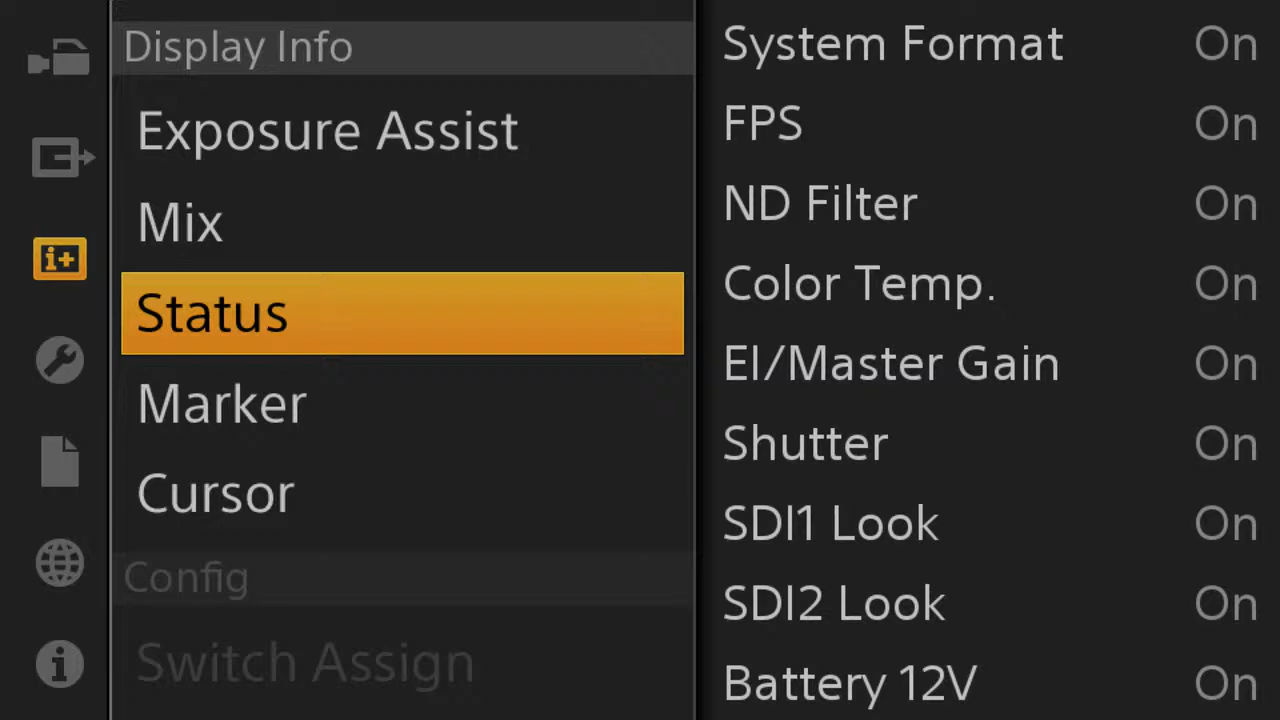 Display Info
Exposure Assist
Mix
Status
Marker
Cursor
Config
Switch Assign
System Format On
FPS On
ND Filter On
Color Temp. On
EI/Master Gain On
Shutter On
SDI1 Look On
SDI2 Look On
Battery 12V On